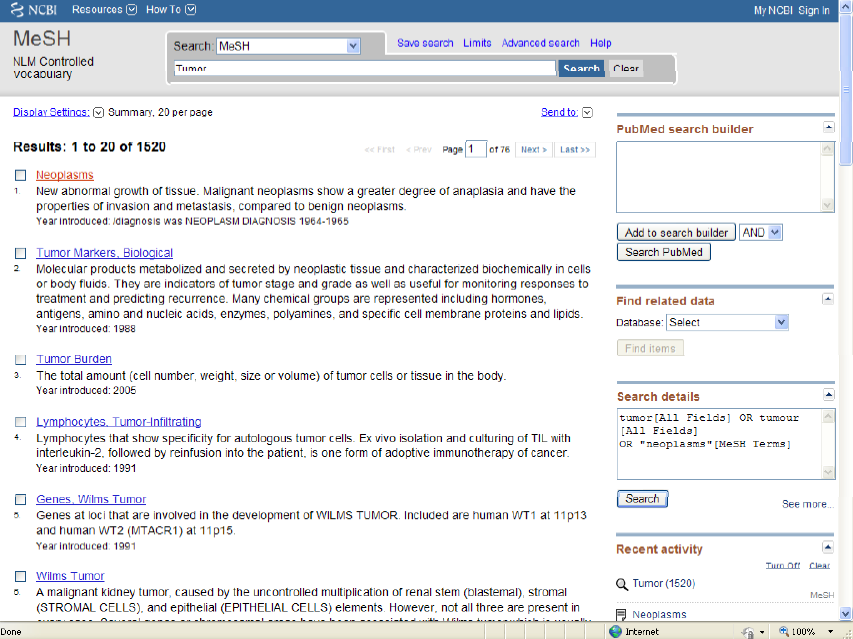 NCBI Resources How To My NCBI Sign In
MeSH
NLM Controlled
Vocabulary
Search: MeSH
Save search Limits Advanced search Help
Tumor Search Clear
Display Settings: Summary, 20 per page Send to:
Results: 1 to 20 of 1520
<< First < Prev Page 1 of 76 Next > Last >>
Neoplasms
1. New abnormal growth of tissue. Malignant neoplasms show a greater degree of anaplasia and have the
properties of invasion and metastasis, compared to benign neoplasms.
Year introduced: /diagnosis was NEOPLASM DIAGNOSIS 1964-1965
Tumor Markers, Biological
2. Molecular products metabolized and secreted by neoplastic tissue and characterized biochemically in cells
or body fluids. They are indicators of tumor stage and grade as well as useful for monitoring responses to
treatment and predicting recurrence. Many chemical groups are represented including hormones,
antigens, amino and nucleic acids, enzymes, polyamines, and specific cell membrane proteins and lipids.
Year introduced: 1988
Tumor Burden
3. The total amount (cell number, weight, size or volume) of tumor cells or tissue in the body.
Year introduced: 2005
Lymphocytes, Tumor-Infiltrating
4. Lymphocytes that show specificity for autologous tumor cells. Ex vivo isolation and culturing of TIL with
interleukin-2, followed by reinfusion into the patient, is one form of adoptive immunotherapy of cancer.
Year introduced: 1991
Genes, Wilms Tumor
5. Genes at loci that are involved in the development of WILMS TUMOR. Included are human WT1 at 11p13
and human WT2 (MTACR1) at 11p15.
Year introduced: 1991
Wilms Tumor
6. A malignant kidney tumor, caused by the uncontrolled multiplication of renal stem (blastemal), stromal
(STROMAL CELLS), and epithelial (EPITHELIAL CELLS) elements. However, not all three are present in
PubMed search builder
Add to search builder AND
Search PubMed
Find related data
Database: Select
Find items
Search details
tumor[All Fields] OR tumour
[All Fields]
OR "neoplasms"[MeSH Terms]
Search
See more...
Recent activity
Turn Off Clear
Tumor (1520)
MeSH
Neoplasms
Done Internet 100%